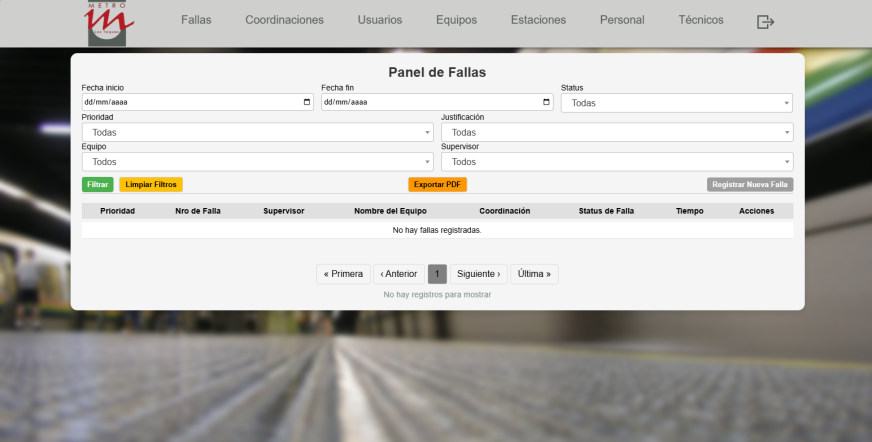 METRO
LOS TEQUES
Fallas Coordinaciones Usuarios Equipos Estaciones Personal Técnicos
Panel de Fallas
Fecha inicio Fecha fin Status
dd/mm/aaaa dd/mm/aaaa Todas
Prioridad Justificación
Todas Todas
Equipo Supervisor
Todos Todos
Filtrar Limpiar Filtros Exportar PDF Registrar Nueva Falla
Prioridad Nro de Falla Supervisor Nombre del Equipo Coordinación Status de Falla Tiempo Acciones
No hay fallas registradas.
« Primera ‹ Anterior 1 Siguiente › Última »
No hay registros para mostrar